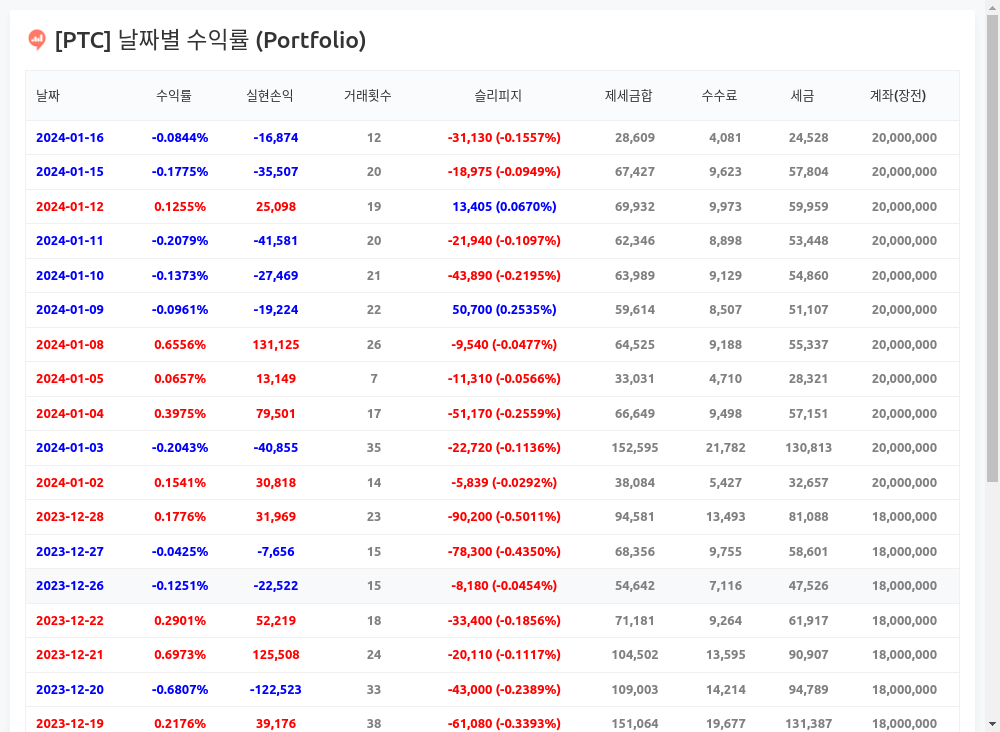 [PTC] 날짜별 수익률 (Portfolio)
날짜 수익률 실현손익 거래횟수 슬리피지 제세금합 수수료 세금 계좌(장전)
2024-01-16 -0.0844% -16,874 12 -31,130 (-0.1557%) 28,609 4,081 24,528 20,000,000
2024-01-15 -0.1775% -35,507 20 -18,975 (-0.0949%) 67,427 9,623 57,804 20,000,000
2024-01-12 0.1255% 25,098 19 13,405 (0.0670%) 69,932 9,973 59,959 20,000,000
2024-01-11 -0.2079% -41,581 20 -21,940 (-0.1097%) 62,346 8,898 53,448 20,000,000
2024-01-10 -0.1373% -27,469 21 -43,890 (-0.2195%) 63,989 9,129 54,860 20,000,000
2024-01-09 -0.0961% -19,224 22 50,700 (0.2535%) 59,614 8,507 51,107 20,000,000
2024-01-08 0.6556% 131,125 26 -9,540 (-0.0477%) 64,525 9,188 55,337 20,000,000
2024-01-05 0.0657% 13,149 7 -11,310 (-0.0566%) 33,031 4,710 28,321 20,000,000
2024-01-04 0.3975% 79,501 17 -51,170 (-0.2559%) 66,649 9,498 57,151 20,000,000
2024-01-03 -0.2043% -40,855 35 -22,720 (-0.1136%) 152,595 21,782 130,813 20,000,000
2024-01-02 0.1541% 30,818 14 -5,839 (-0.0292%) 38,084 5,427 32,657 20,000,000
2023-12-28 0.1776% 31,969 23 -90,200 (-0.5011%) 94,581 13,493 81,088 18,000,000
2023-12-27 -0.0425% -7,656 15 -78,300 (-0.4350%) 68,356 9,755 58,601 18,000,000
2023-12-26 -0.1251% -22,522 15 -8,180 (-0.0454%) 54,642 7,116 47,526 18,000,000
2023-12-22 0.2901% 52,219 18 -33,400 (-0.1856%) 71,181 9,264 61,917 18,000,000
2023-12-21 0.6973% 125,508 24 -20,110 (-0.1117%) 104,502 13,595 90,907 18,000,000
2023-12-20 -0.6807% -122,523 33 -43,000 (-0.2389%) 109,003 14,214 94,789 18,000,000
2023-12-19 0.2176% 39,176 38 -61,080 (-0.3393%) 151,064 19,677 131,387 18,000,000